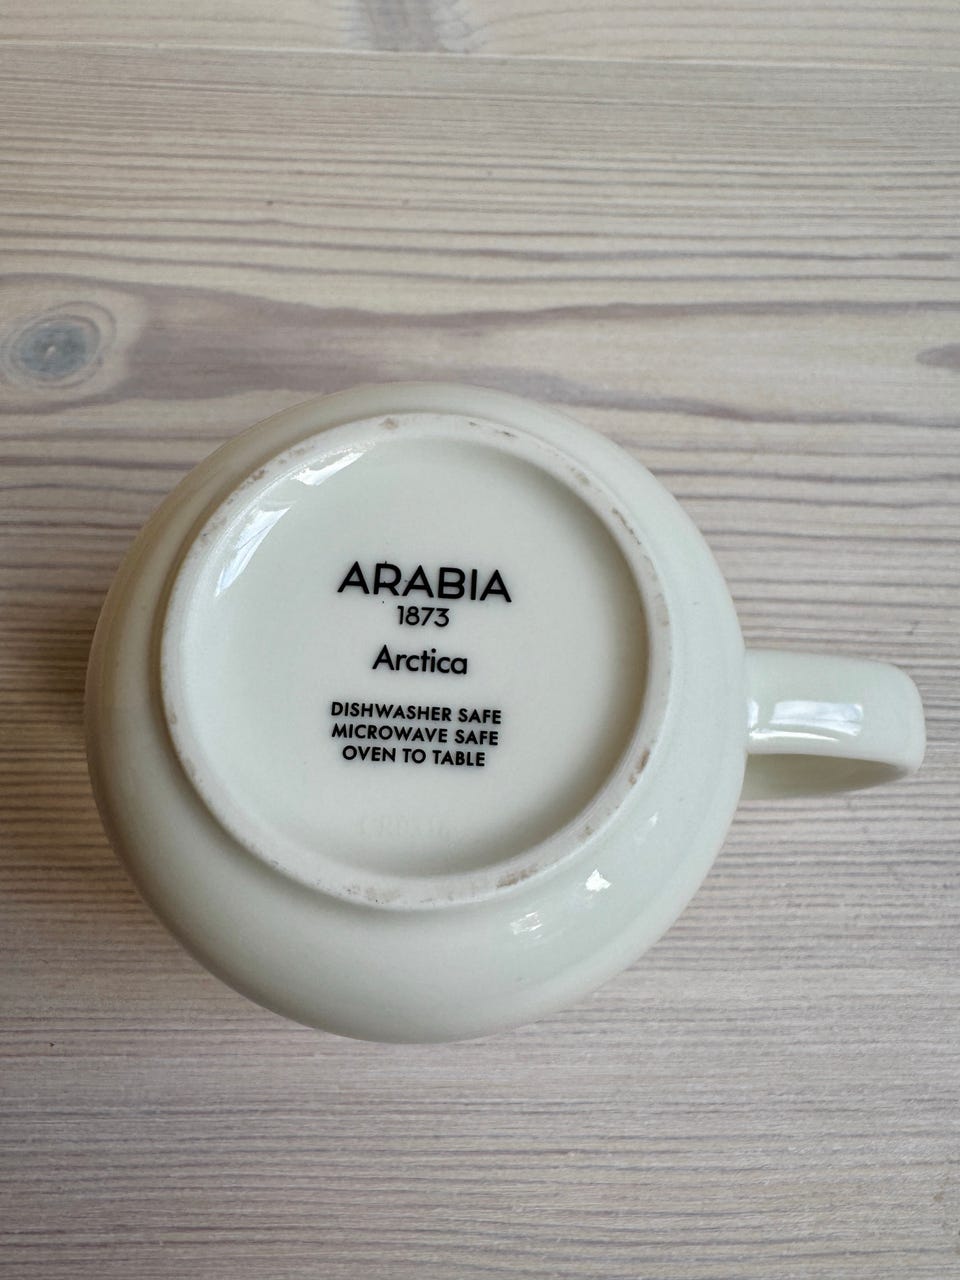 ARABIA
1873
Arctica
DISHWASHER SAFE
MICROWAVE SAFE
OVEN TO TABLE